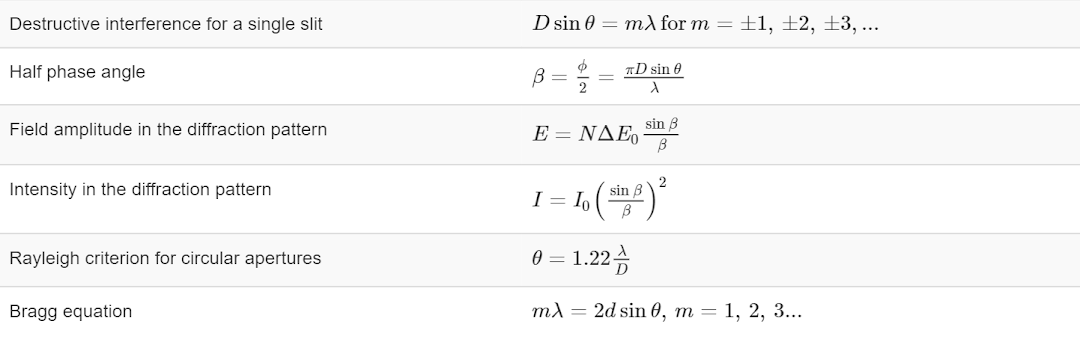 Destructive interference for a single slit D sin θ = mλ for m = ±1, ±2, ±3, ...
Half phase angle β = ϕ/2 = πD sin θ/λ
Field amplitude in the diffraction pattern E = NΔE₀ sin β/β
Intensity in the diffraction pattern I = I₀(sin β/β)²
Rayleigh criterion for circular apertures θ = 1.22 λ/D
Bragg equation mλ = 2d sin θ, m = 1, 2, 3...